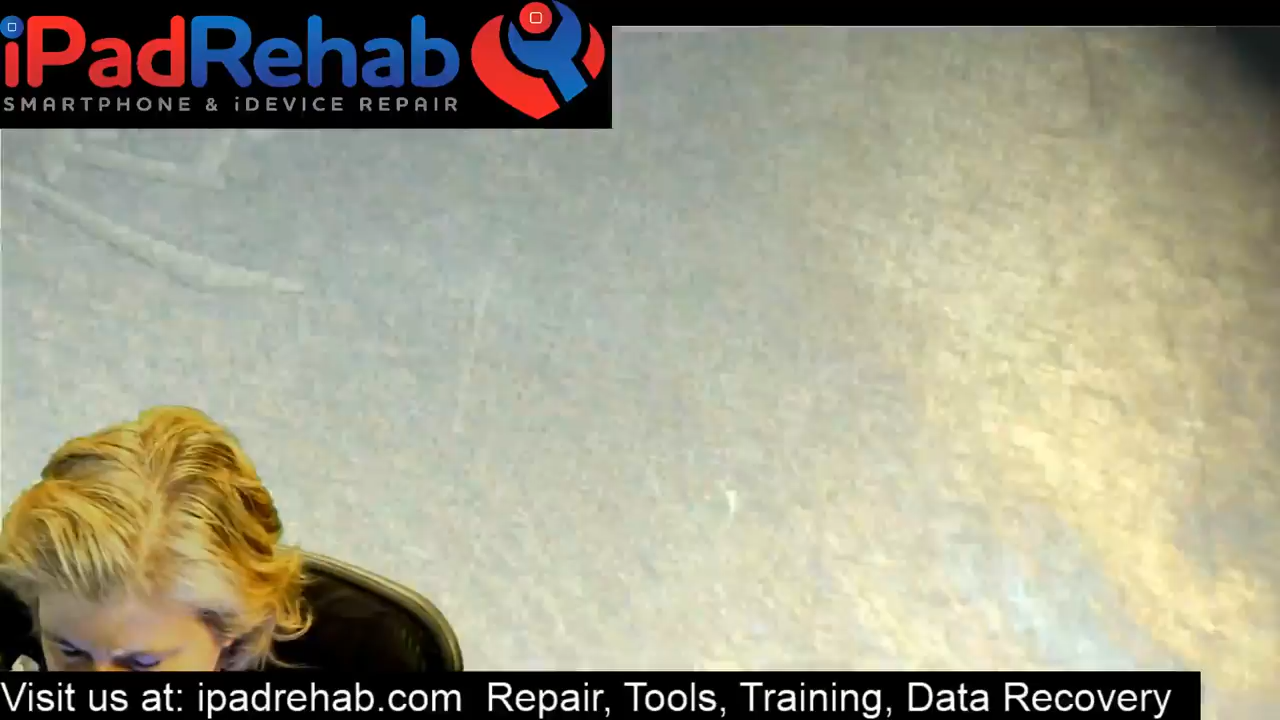 iPadRehab
SMARTPHONE & iDEVICE REPAIR
Visit us at: ipadrehab.com Repair, Tools, Training, Data Recovery